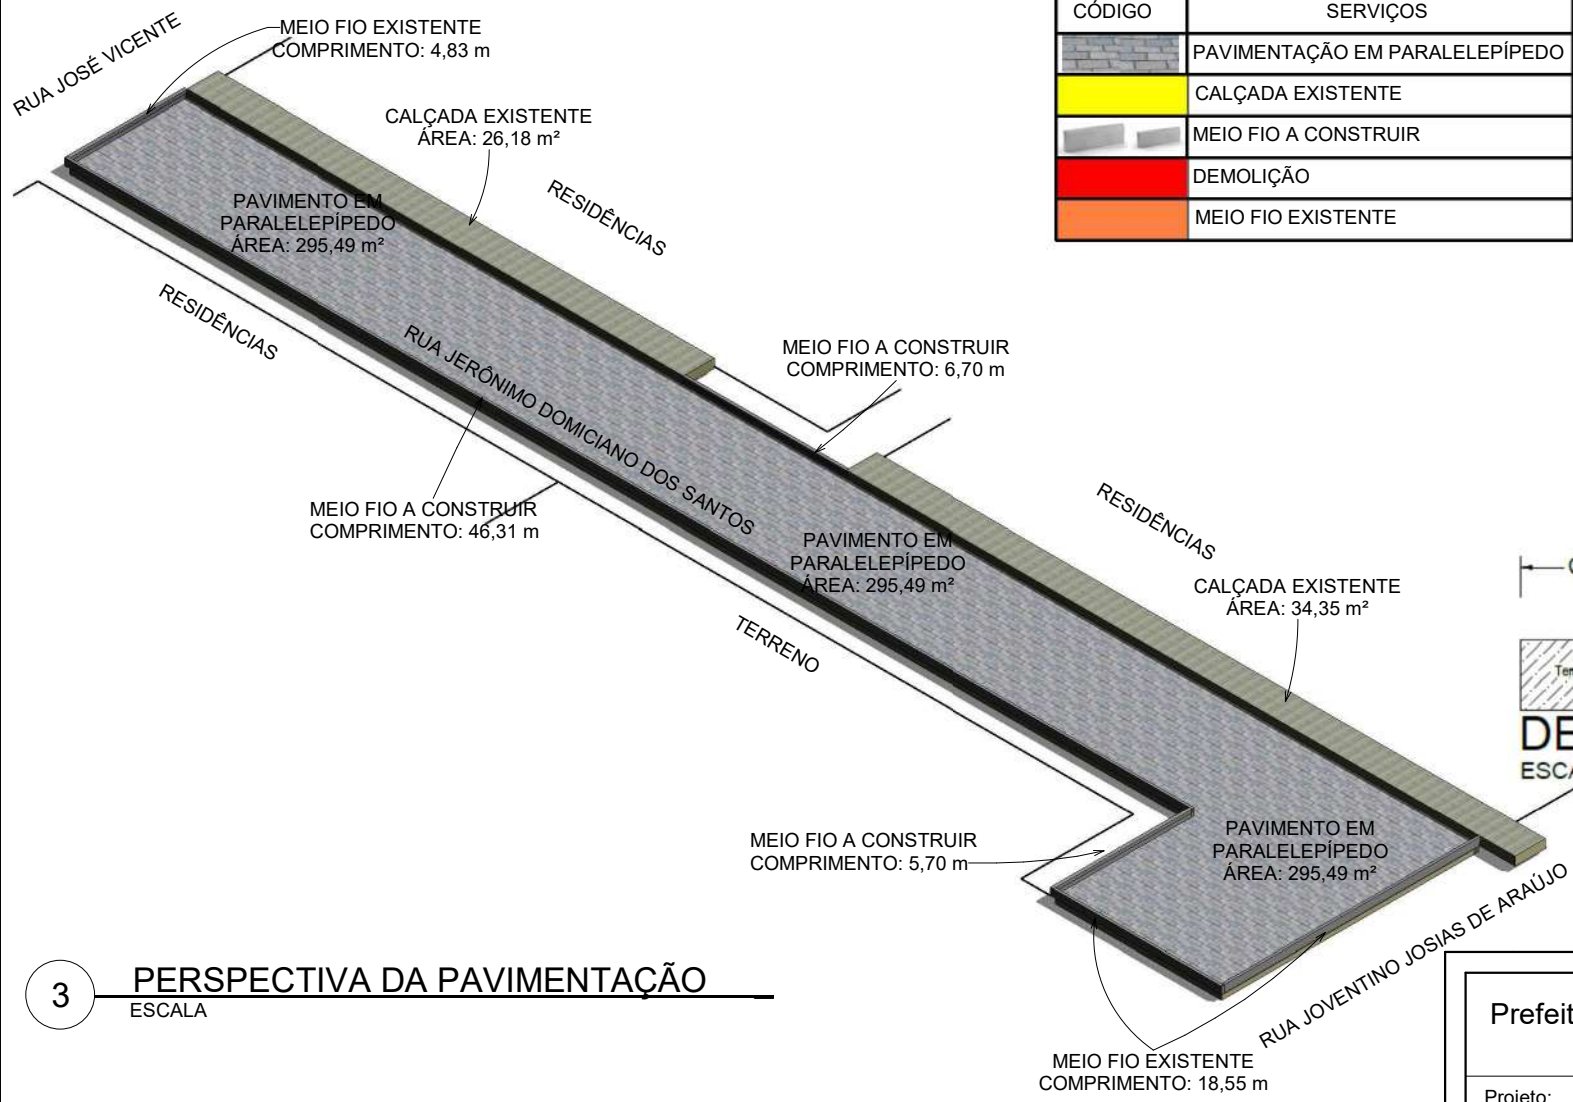 RUA JOSÉ VICENTE
MEIO FIO EXISTENTE
COMPRIMENTO: 4,83 m
CALÇADA EXISTENTE
ÁREA: 26,18 m²
RESIDÊNCIAS
PAVIMENTO EM
PARALELEPÍPEDO
ÁREA: 295,49 m²
RESIDÊNCIAS
RUA JERÔNIMO DOMICIANO DOS SANTOS
MEIO FIO A CONSTRUIR
COMPRIMENTO: 6,70 m
MEIO FIO A CONSTRUIR
COMPRIMENTO: 46,31 m
PAVIMENTO EM
PARALELEPÍPEDO
ÁREA: 295,49 m²
RESIDÊNCIAS
CALÇADA EXISTENTE
ÁREA: 34,35 m²
TERRENO
MEIO FIO A CONSTRUIR
COMPRIMENTO: 5,70 m
PAVIMENTO EM
PARALELEPÍPEDO
ÁREA: 295,49 m²
RUA JOVENTINO JOSIAS DE ARAÚJO
MEIO FIO EXISTENTE
COMPRIMENTO: 18,55 m
3 PERSPECTIVA DA PAVIMENTAÇÃO
ESCALA
CÓDIGO SERVIÇOS
PAVIMENTAÇÃO EM PARALELEPÍPEDO
CALÇADA EXISTENTE
MEIO FIO A CONSTRUIR
DEMOLIÇÃO
MEIO FIO EXISTENTE
Ter
DE
ESCA
Prefeit
Projeto: